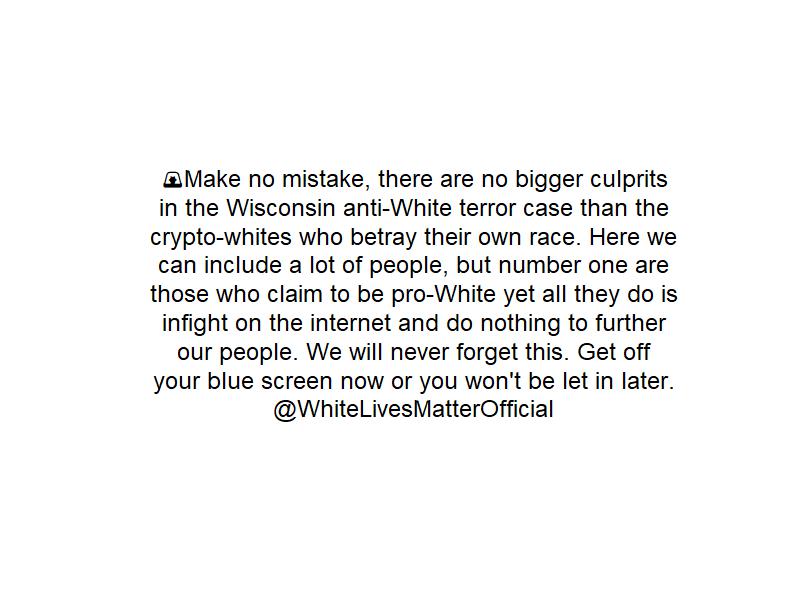 🚨Make no mistake, there are no bigger culprits
in the Wisconsin anti-White terror case than the
crypto-whites who betray their own race. Here we
can include a lot of people, but number one are
those who claim to be pro-White yet all they do is
infight on the internet and do nothing to further
our people. We will never forget this. Get off
your blue screen now or you won't be let in later.
@WhiteLivesMatterOfficial